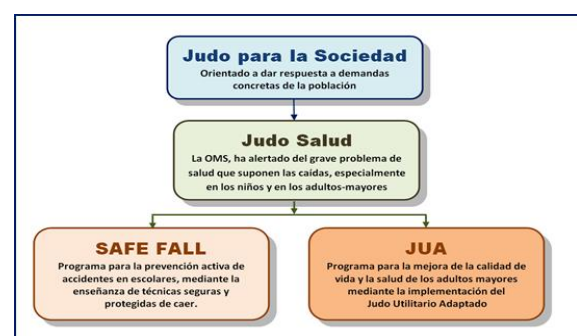 Judo para la Sociedad
Orientado a dar respuesta a demandas
concretas de la población
Judo Salud
La OMS, ha alertado del grave problema de
salud que suponen las caídas, especialmente
en los niños y en los adultos-mayores
SAFE FALL
Programa para la prevención activa de
accidentes en escolares, mediante la
enseñanza de técnicas seguras y
protegidas de caer.
JUA
Programa para la mejora de la calidad de
vida y la salud de los adultos mayores
mediante la implementación del
Judo Utilitario Adaptado